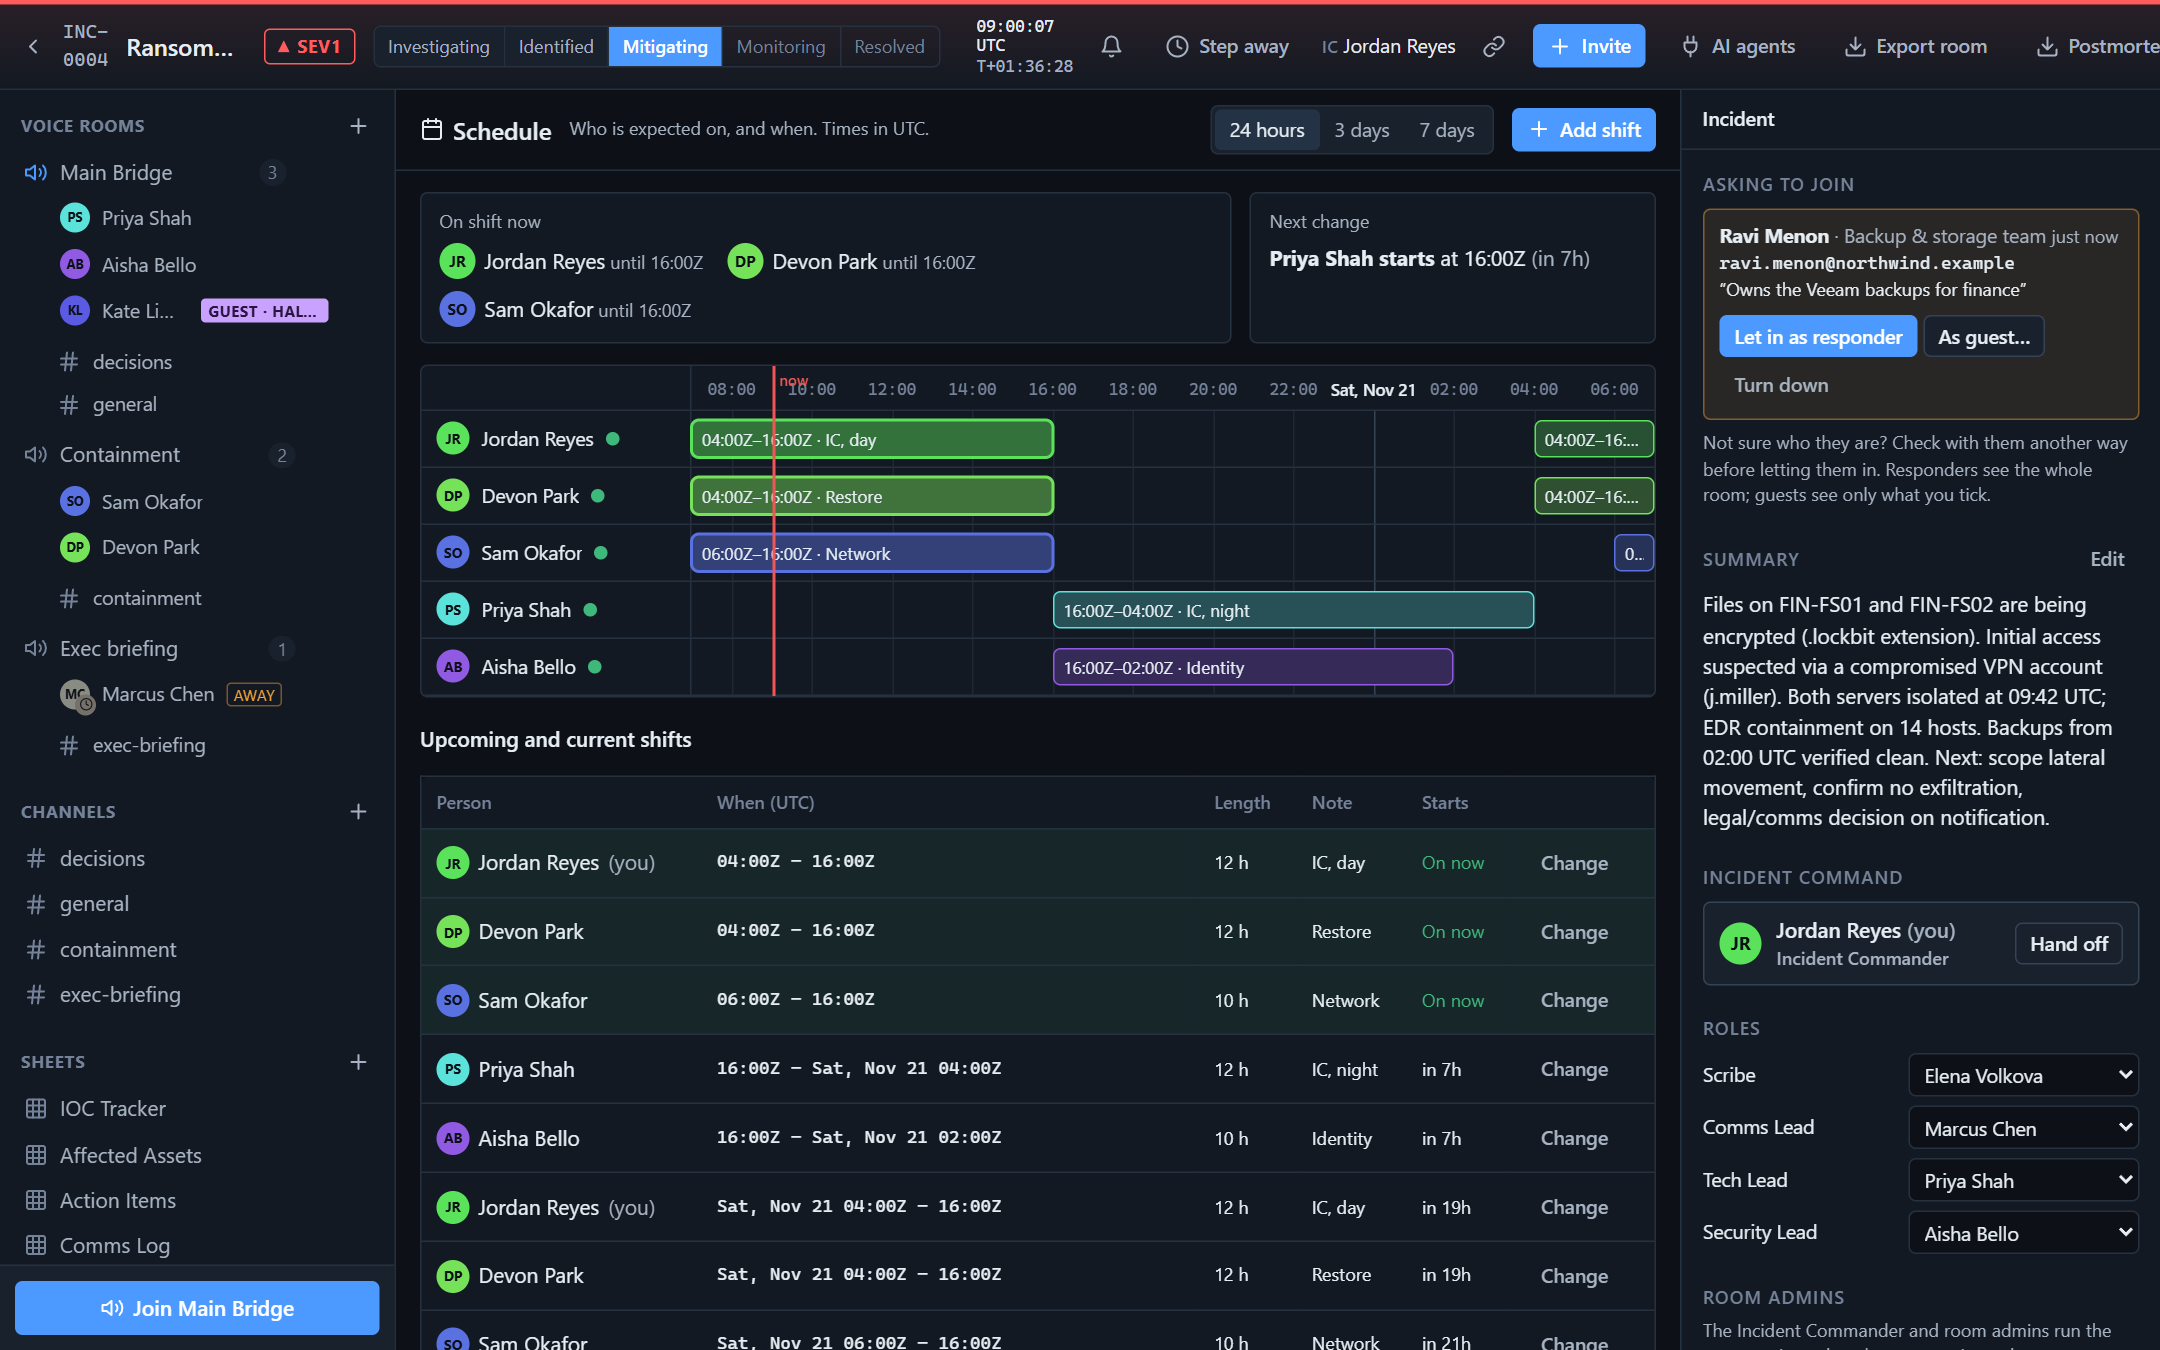 INC-0004
Ransom...
SEV1
Investigating
Identified
Mitigating
Monitoring
Resolved
09:00:07 UTC
T+01:36:28
Step away
IC Jordan Reyes
Invite
AI agents
Export room
Postmorte
VOICE ROOMS
Main Bridge 3
PS Priya Shah
AB Aisha Bello
KL Kate Li... GUEST · HAL...
# decisions
# general
Containment 2
SO Sam Okafor
DP Devon Park
# containment
Exec briefing 1
MC Marcus Chen AWAY
# exec-briefing
CHANNELS
# decisions
# general
# containment
# exec-briefing
SHEETS
IOC Tracker
Affected Assets
Action Items
Comms Log
Join Main Bridge
Schedule Who is expected on, and when. Times in UTC.
24 hours 3 days 7 days
+ Add shift
On shift now
JR Jordan Reyes until 16:00Z DP Devon Park until 16:00Z
SO Sam Okafor until 16:00Z
Next change
Priya Shah starts at 16:00Z (in 7h)
08:00 now 10:00 12:00 14:00 16:00 18:00 20:00 22:00 Sat, Nov 21 02:00 04:00 06:00
JR Jordan Reyes 04:00Z–16:00Z · IC, day 04:00Z–16:...
DP Devon Park 04:00Z–16:00Z · Restore 04:00Z–16:...
SO Sam Okafor 06:00Z–16:00Z · Network 0...
PS Priya Shah 16:00Z–04:00Z · IC, night
AB Aisha Bello 16:00Z–02:00Z · Identity
Upcoming and current shifts
Person When (UTC) Length Note Starts
JR Jordan Reyes (you) 04:00Z – 16:00Z 12 h IC, day On now Change
DP Devon Park 04:00Z – 16:00Z 12 h Restore On now Change
SO Sam Okafor 06:00Z – 16:00Z 10 h Network On now Change
PS Priya Shah 16:00Z – Sat, Nov 21 04:00Z 12 h IC, night in 7h Change
AB Aisha Bello 16:00Z – Sat, Nov 21 02:00Z 10 h Identity in 7h Change
JR Jordan Reyes (you) Sat, Nov 21 04:00Z – 16:00Z 12 h IC, day in 19h Change
DP Devon Park Sat, Nov 21 04:00Z – 16:00Z 12 h Restore in 19h Change
SO Sam Okafor Sat, Nov 21 06:00Z – 16:00Z 10 h Network in 21h Change
Incident
ASKING TO JOIN
Ravi Menon · Backup & storage team just now
ravi.menon@northwind.example
“Owns the Veeam backups for finance”
Let in as responder As guest...
Turn down
Not sure who they are? Check with them another way
before letting them in. Responders see the whole
room; guests see only what you tick.
SUMMARY Edit
Files on FIN-FS01 and FIN-FS02 are being
encrypted (.lockbit extension). Initial access
suspected via a compromised VPN account
(j.miller). Both servers isolated at 09:42 UTC;
EDR containment on 14 hosts. Backups from
02:00 UTC verified clean. Next: scope lateral
movement, confirm no exfiltration,
legal/comms decision on notification.
INCIDENT COMMAND
JR Jordan Reyes (you)
Incident Commander
Hand off
ROLES
Scribe Elena Volkova
Comms Lead Marcus Chen
Tech Lead Priya Shah
Security Lead Aisha Bello
ROOM ADMINS
The Incident Commander and room admins run the